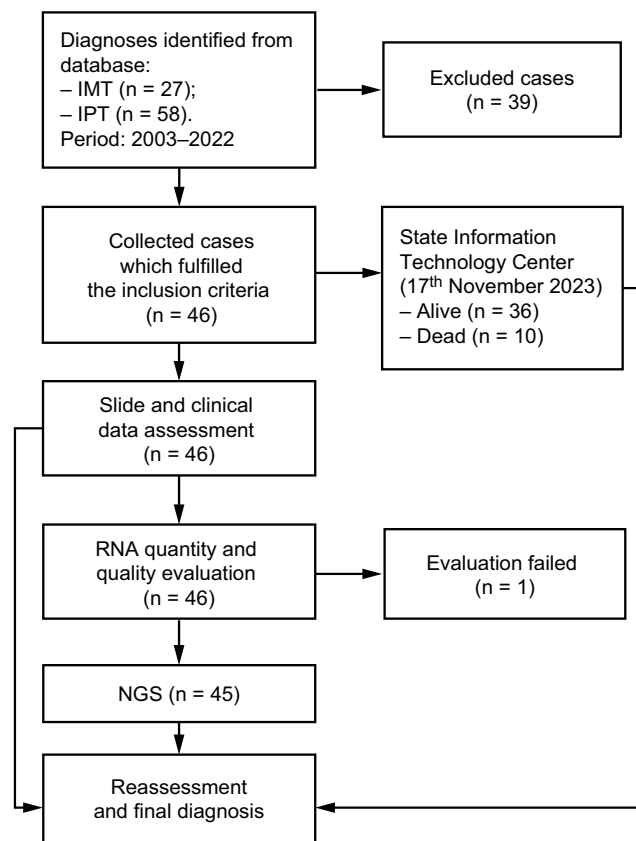 Diagnoses identified from
database:
– IMT (n = 27);
– IPT (n = 58).
Period: 2003–2022
Excluded cases
(n = 39)
Collected cases
which fulfilled
the inclusion criteria
(n = 46)
State Information
Technology Center
(17th November 2023)
– Alive (n = 36)
– Dead (n = 10)
Slide and clinical
data assessment
(n = 46)
RNA quantity and
quality evaluation
(n = 46)
Evaluation failed
(n = 1)
NGS (n = 45)
Reassessment
and final diagnosis